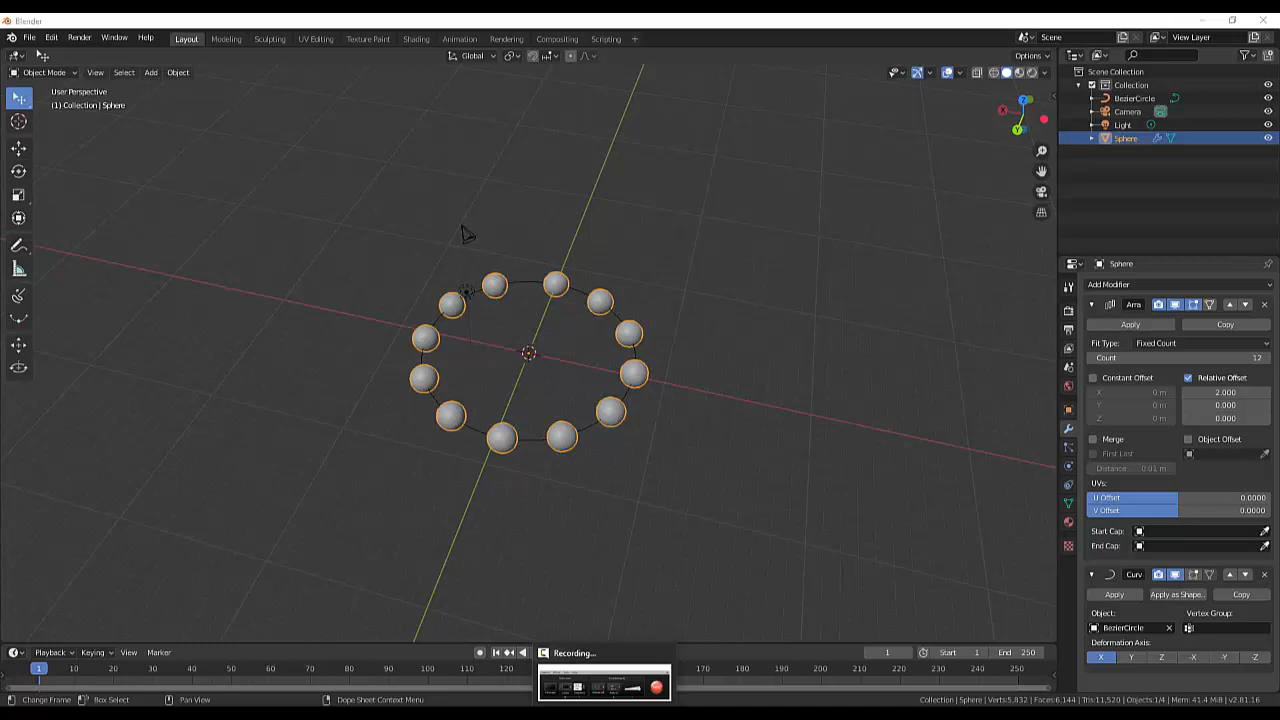 Blender
File Edit Render Window Help Layout Modeling Sculpting UV Editing Texture Paint Shading Animation Rendering Compositing Scripting + Scene View Layer
Global Options
Object Mode View Select Add Object
User Perspective
(1) Collection | Sphere
Z
X
Y
Scene Collection
Collection
BezierCircle
Camera
Light
Sphere
Sphere
Add Modifier
Arra
Apply Copy
Fit Type: Fixed Count
Count 12
Constant Offset Relative Offset
X 0 m 2.000
Y 0 m 0.000
Z 0 m 0.000
Merge Object Offset
First Last
Distance 0.01 m
UVs:
U Offset 0.0000
V Offset 0.0000
Start Cap:
End Cap:
Curv
Apply Apply as Shape.. Copy
Object: Vertex Group:
BezierCircle
Deformation Axis:
X Y Z -X -Y -Z
Playback Keying View Marker
Recording...
1 Start 1 End 250
1 10 20 30 40 50 60 70 80 90 100 110 120 170 180 190 200 210 220 230 240 250
Change Frame Box Select Pan View Dope Sheet Context Menu
Collection | Sphere | Verts:5,832 | Faces:6,144 | Tris:11,520 | Objects:1/4 | Mem: 41.4 MiB | v2.81.16